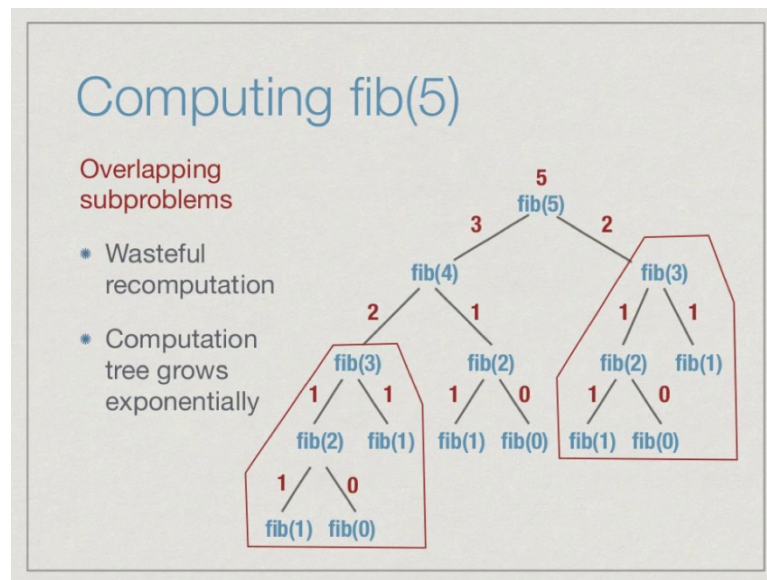 Computing fib(5)
Overlapping
subproblems
Wasteful
recomputation
Computation
tree grows
exponentially
5
fib(5)
3 2
fib(4) fib(3)
2 1 1 1
fib(3) fib(2) fib(2) fib(1)
1 1 1 0 1 0
fib(2) fib(1) fib(1) fib(0) fib(1) fib(0)
1 0
fib(1) fib(0)